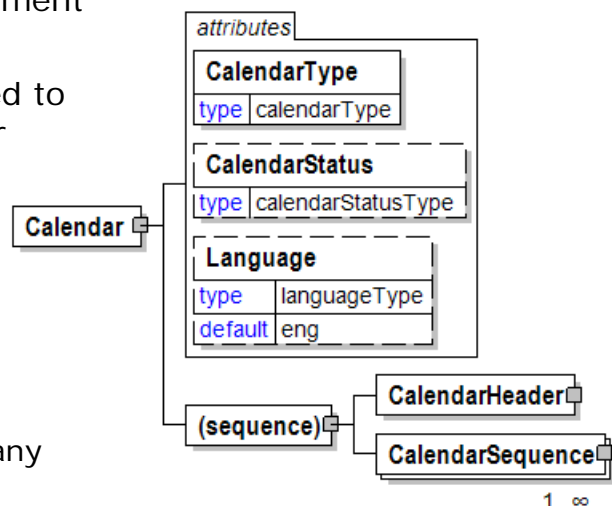 ment
attributes
CalendarType
type calendarType
ed to
CalendarStatus
type calendarStatusType
Calendar
Language
type languageType
default eng
CalendarHeader
(sequence)
any
CalendarSequence
1 ∞